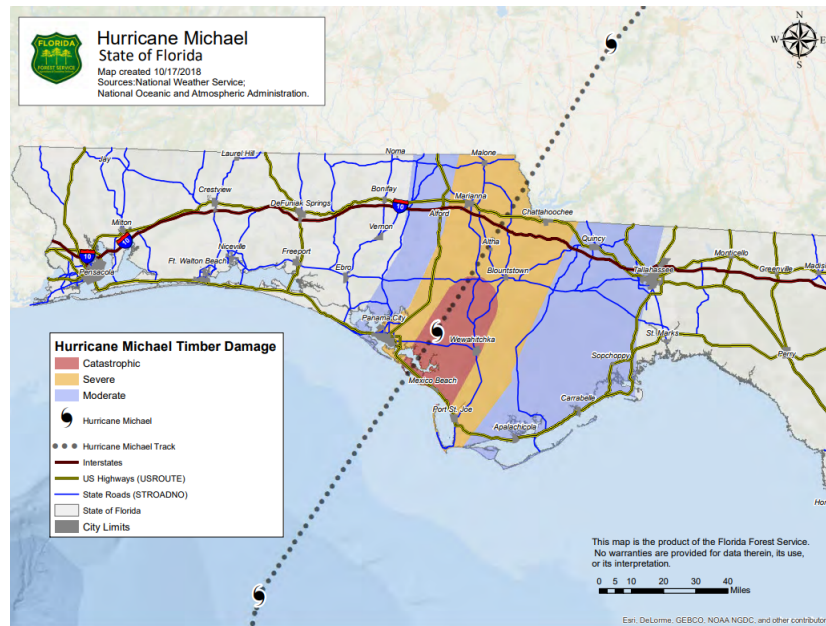 FLORIDA
FOREST SERVICE
Hurricane Michael
State of Florida
Map created 10/17/2018
Sources:National Weather Service;
National Oceanic and Atmospheric Administration.
N
W
E
S
Jay
Laurel Hill
Noma
Malone
Crestview
DeFuniak Springs
Bonifay
Marianna
10
Alford
Chattahoochee
Milton
10
Vernon
Altha
Quincy
Niceville
Freeport
Monticello
10
Pensacola
Ft. Walton Beach
Ebro
Blountstown
Tallahassee
Greenville
Madis
Panama City
Wewahitchka
St. Marks
Sopchoppy
Perry
Mexico Beach
Carrabelle
Port St. Joe
Apalachicola
Hurricane Michael Timber Damage
Catastrophic
Severe
Moderate
Hurricane Michael
Hurricane Michael Track
Interstates
US Highways (USROUTE)
State Roads (STROADNO)
State of Florida
City Limits
Hor
This map is the product of the Florida Forest Service.
No warranties are provided for data therein, its use,
or its interpretation.
0 5 10 20 30 40
Miles
Esri, DeLorme, GEBCO, NOAA NGDC, and other contributor